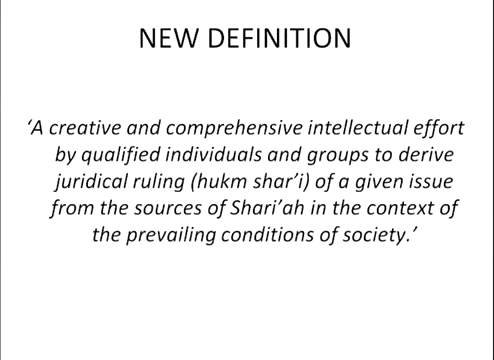 NEW DEFINITION
‘A creative and comprehensive intellectual effort
by qualified individuals and groups to derive
juridical ruling (hukm shar’i) of a given issue
from the sources of Shari’ah in the context of
the prevailing conditions of society.’